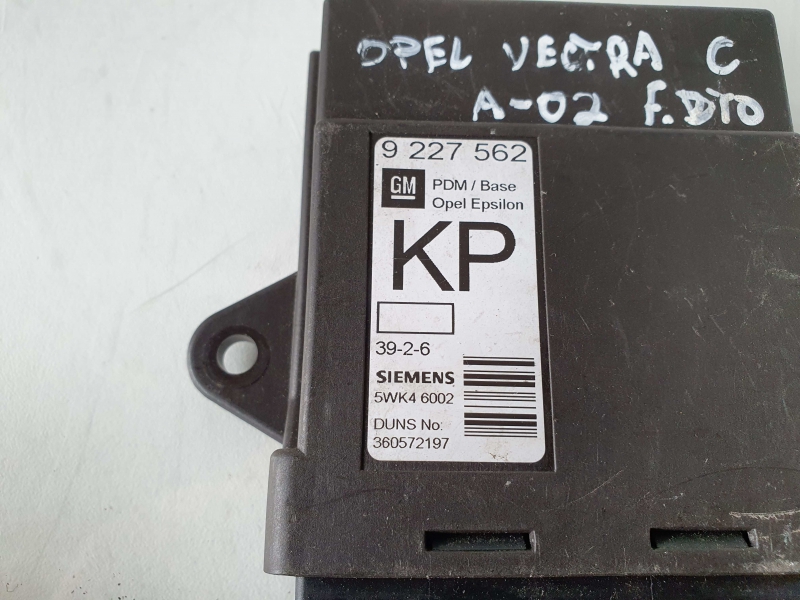 OPEL VECTRA C
A-02 F.DTO
9 227 562
GM PDM / Base
Opel Epsilon
KP
39-2-6
SIEMENS
5WK4 6002
DUNS No:
360572197